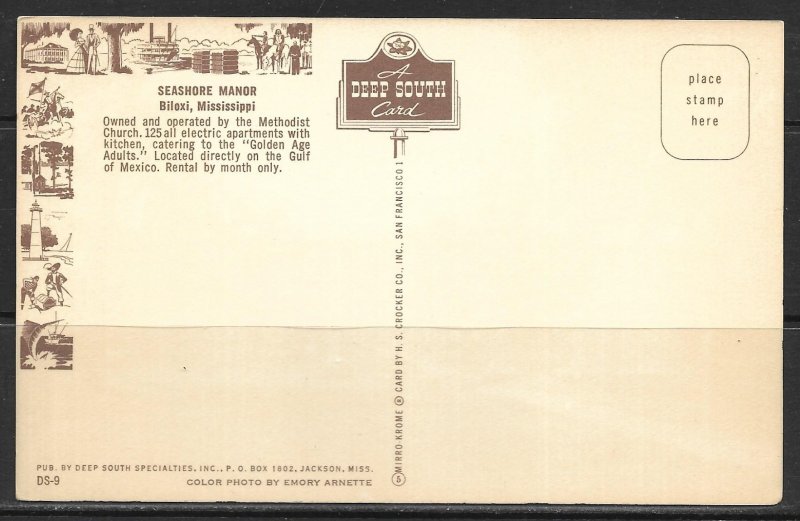 SEASHORE MANOR
Biloxi, Mississippi
Owned and operated by the Methodist
Church. 125 all electric apartments with
kitchen, catering to the "Golden Age
Adults." Located directly on the Gulf
of Mexico. Rental by month only.
A
DEEP SOUTH
Card
place
stamp
here
MIRRO-KROME ® CARD BY H. S. CROCKER CO., INC., SAN FRANCISCO 1
5
PUB. BY DEEP SOUTH SPECIALTIES, INC., P. O. BOX 1802, JACKSON, MISS.
DS-9
COLOR PHOTO BY EMORY ARNETTE